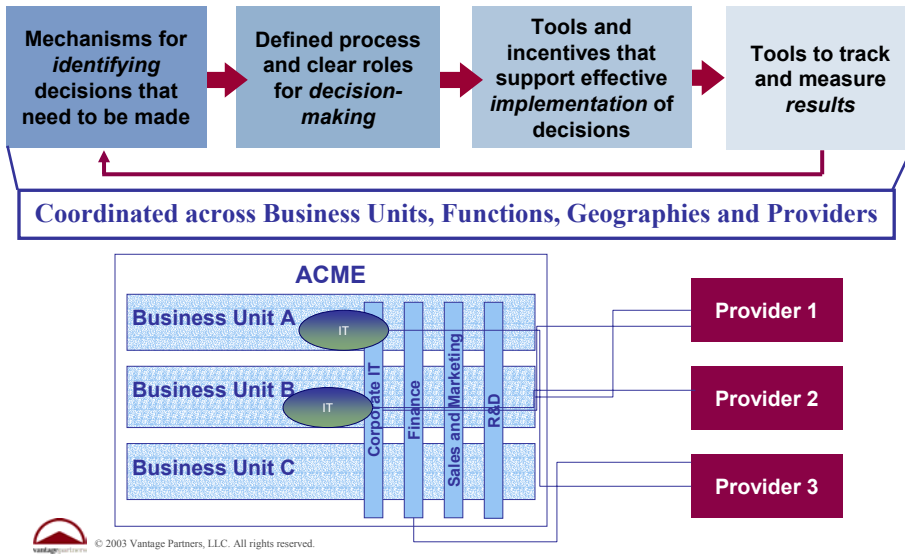 Mechanisms for
identifying
decisions that
need to be made
Defined process
and clear roles
for decision-
making
Tools and
incentives that
support effective
implementation of
decisions
Tools to track
and measure
results
Coordinated across Business Units, Functions, Geographies and Providers
ACME
Business Unit A
IT
Business Unit B
IT
Business Unit C
Corporate IT
Finance
Sales and Marketing
R&D
Provider 1
Provider 2
Provider 3
vantagepartners
© 2003 Vantage Partners, LLC. All rights reserved.